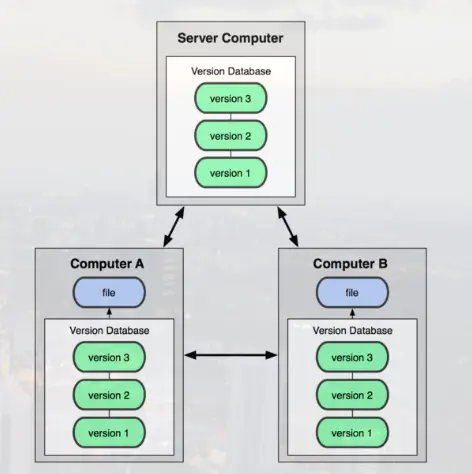 Server Computer
Version Database
version 3
version 2
version 1
Computer A
file
Version Database
version 3
version 2
version 1
Computer B
file
Version Database
version 3
version 2
version 1